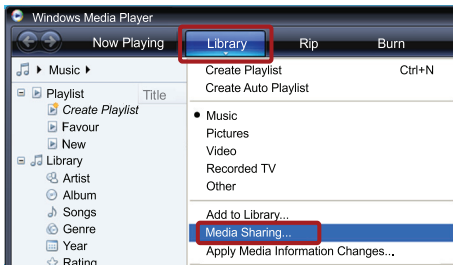 Windows Media Player
Now Playing Library Rip Burn
Music
Create Playlist Ctrl+N
Create Auto Playlist
Playlist Title
Create Playlist
Favour
New
Library
Artist
Album
Songs
Genre
Year
Rating
Music
Pictures
Video
Recorded TV
Other
Add to Library...
Media Sharing...
Apply Media Information Changes...